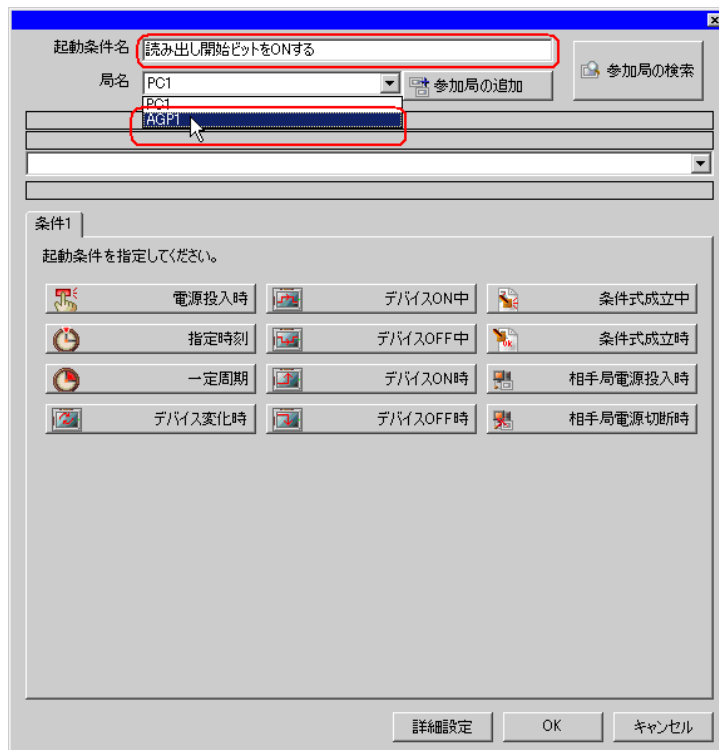 起動条件名 読み出し開始ビットをONする
参加局の検索
局名 PC1 参加局の追加
PC1
AGP1
条件1
起動条件を指定してください。
電源投入時 デバイスON中 条件式成立中
指定時刻 デバイスOFF中 条件式成立時
一定周期 デバイスON時 相手局電源投入時
デバイス変化時 デバイスOFF時 相手局電源切断時
詳細設定 OK キャンセル